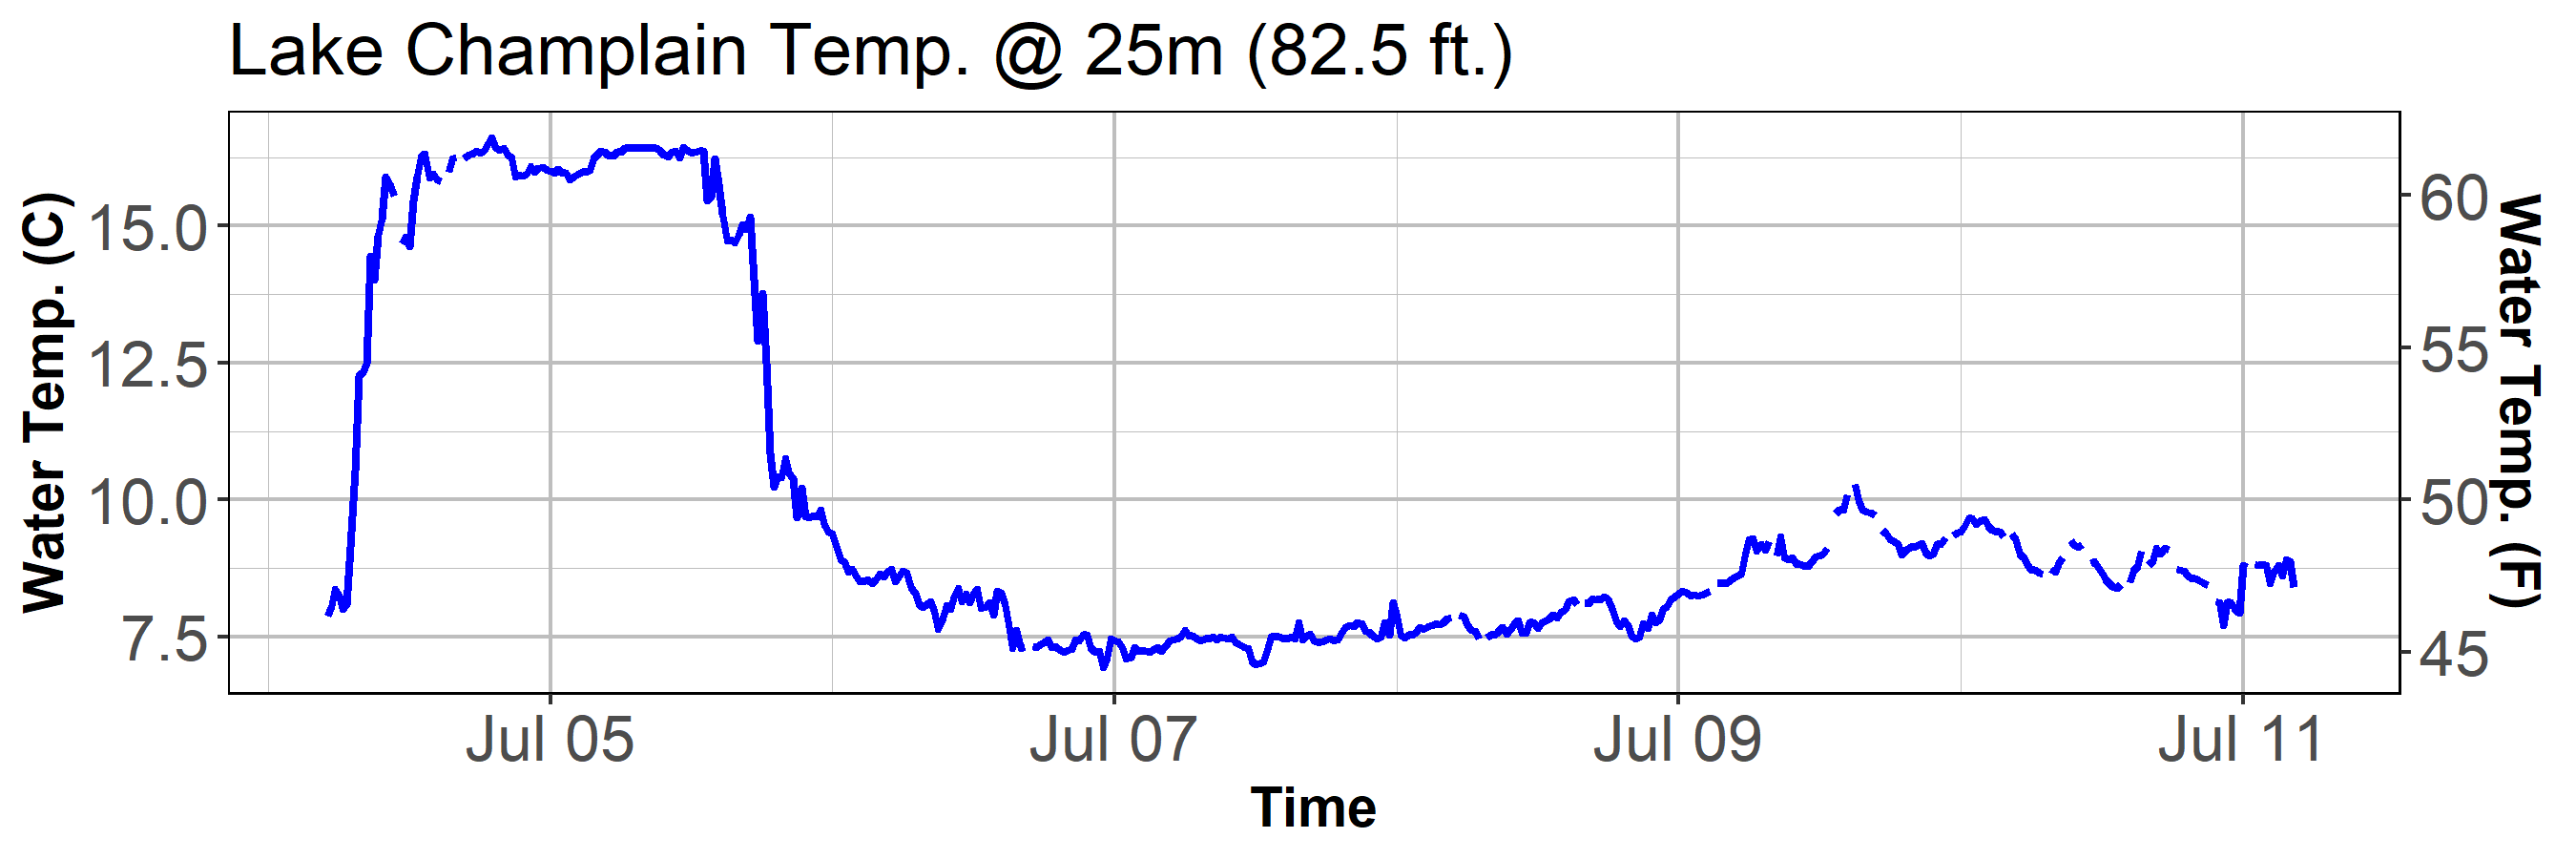 Lake Champlain Temp. @ 25m (82.5 ft.)
Water Temp. (C)
15.0
12.5
10.0
7.5
60
55
50
45
Water Temp. (F)
Jul 05 Jul 07 Jul 09 Jul 11
Time